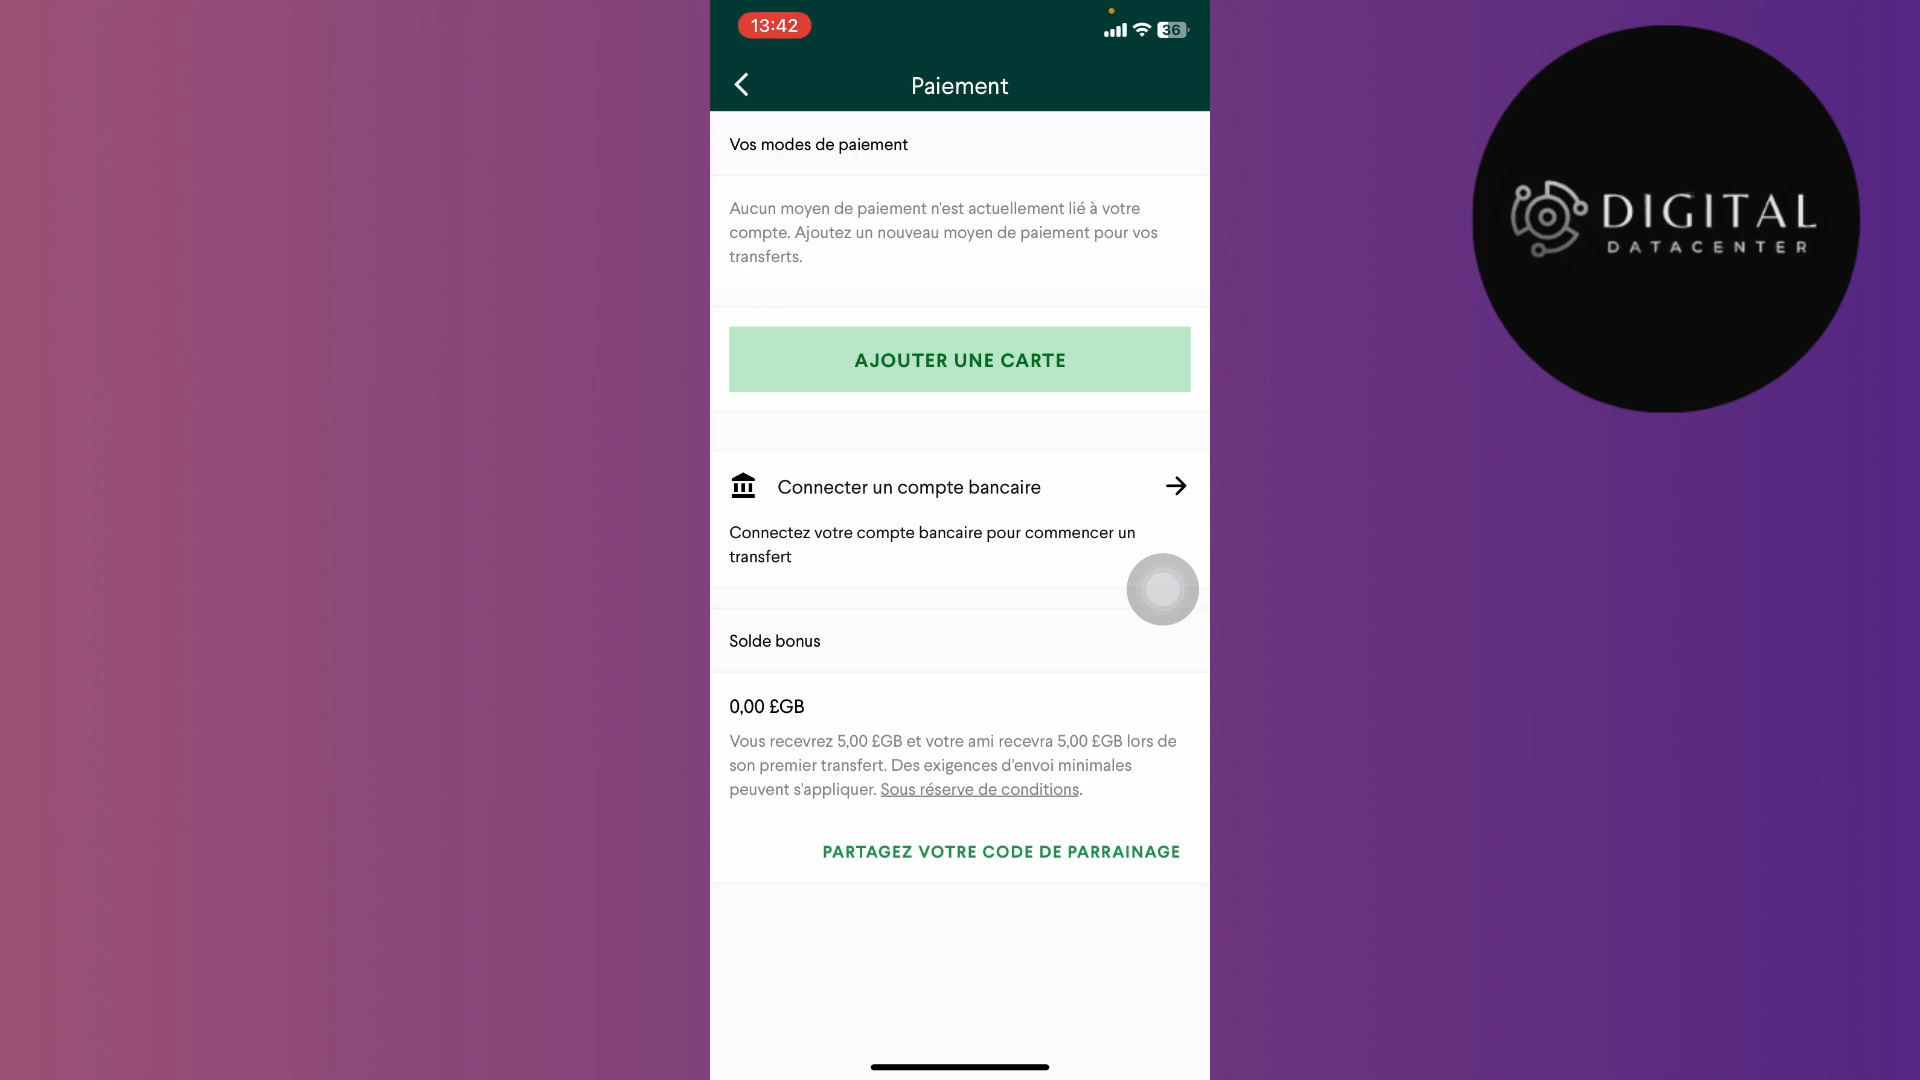 13:42
36
Paiement
Vos modes de paiement
Aucun moyen de paiement n'est actuellement lié à votre
compte. Ajoutez un nouveau moyen de paiement pour vos
transferts.
AJOUTER UNE CARTE
Connecter un compte bancaire
Connectez votre compte bancaire pour commencer un
transfert
Solde bonus
0,00 £GB
Vous recevrez 5,00 £GB et votre ami recevra 5,00 £GB lors de
son premier transfert. Des exigences d'envoi minimales
peuvent s'appliquer. Sous réserve de conditions.
PARTAGEZ VOTRE CODE DE PARRAINAGE
DIGITAL
DATACENTER